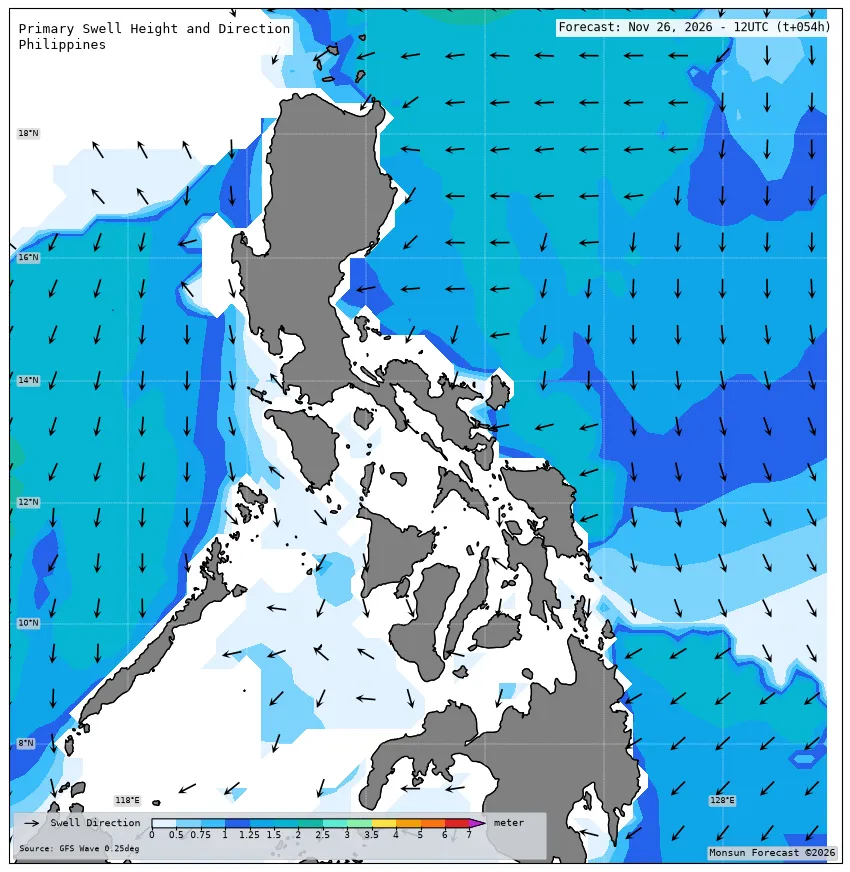 Primary Swell Height and Direction
Philippines
Forecast: Nov 26, 2026 - 12UTC (t+054h)
18°N
16°N
14°N
12°N
10°N
8°N
118°E
128°E
Swell Direction
meter
0 0.5 0.75 1 1.25 1.5 2 2.5 3 3.5 4 5 6 7
Source: GFS Wave 0.25deg
Monsun Forecast ©2026